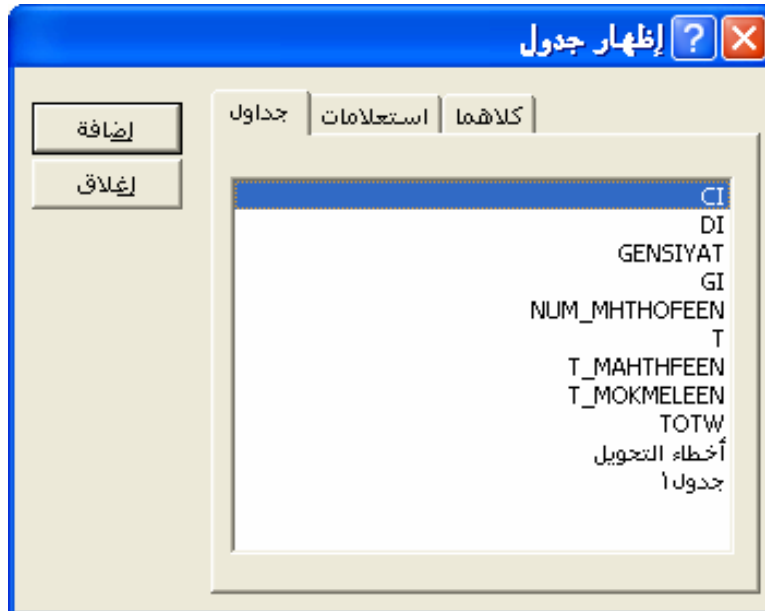 إظهار جدول
جداول استعلامات كلاهما
إضافة
إغلاق
CI
DI
GENSIYAT
GI
NUM_MHTHOFEEN
T
T_MAHTHFEEN
T_MOKMELEEN
TOTW
أخطاء التحويل
جدول١